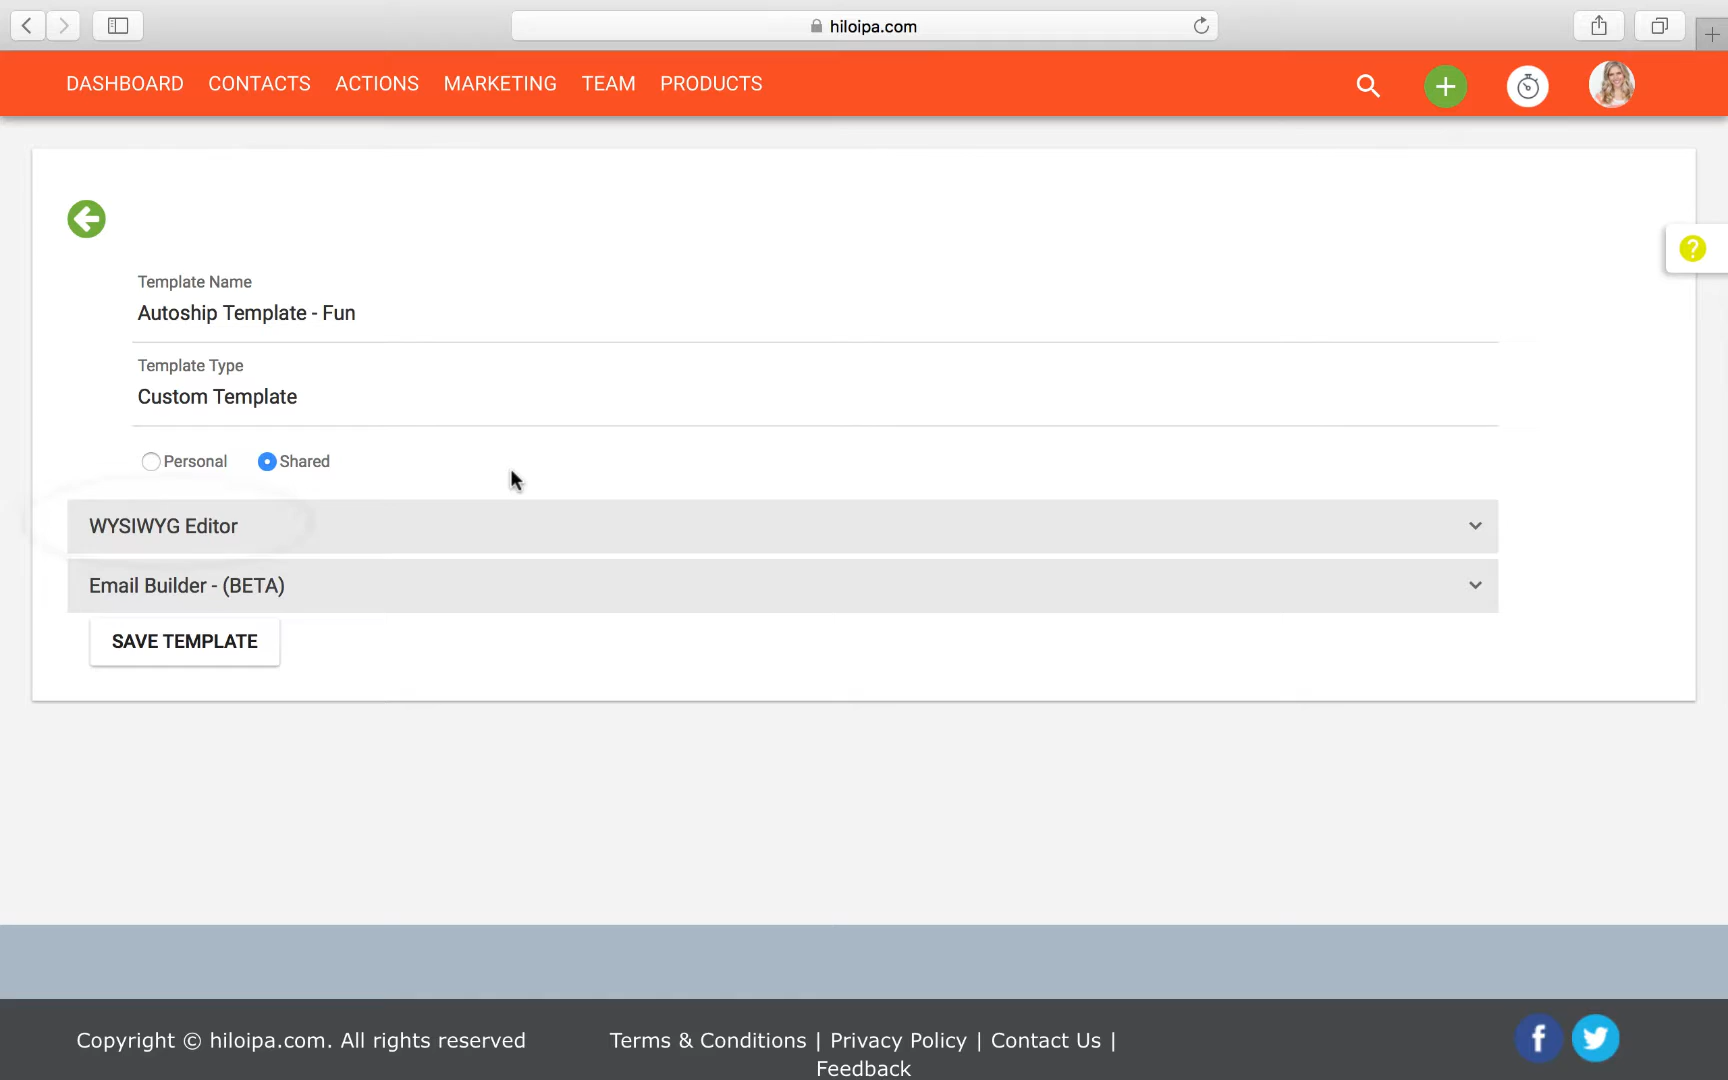 hiloipa.com
DASHBOARD CONTACTS ACTIONS MARKETING TEAM PRODUCTS
Template Name
Autoship Template - Fun
Template Type
Custom Template
Personal Shared
WYSIWYG Editor
Email Builder - (BETA)
SAVE TEMPLATE
Copyright © hiloipa.com. All rights reserved
Terms & Conditions | Privacy Policy | Contact Us |
Feedback